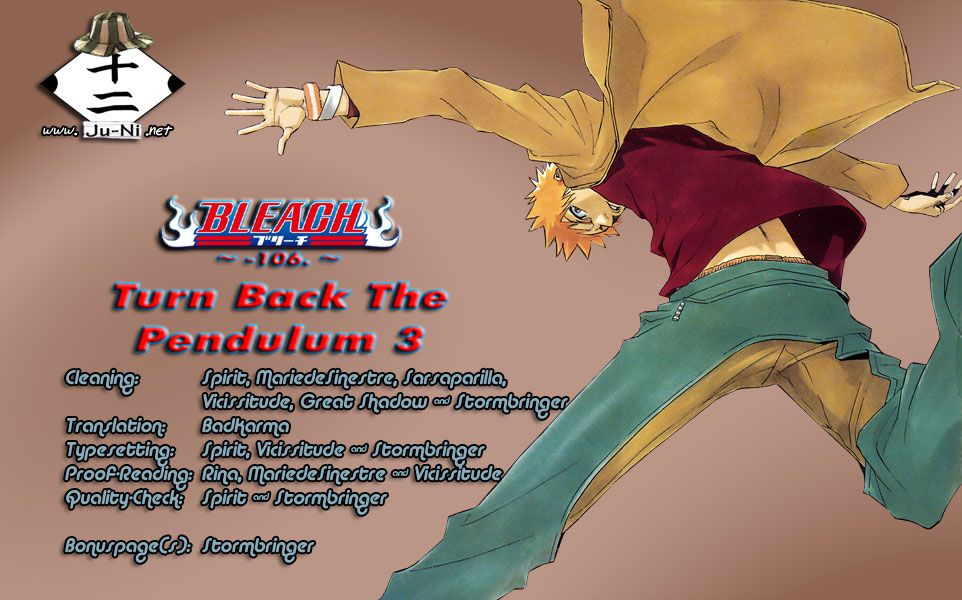 十
二
www. Ju-Ni .net
BLEACH
ブリーチ
~ -106. ~
Turn Back The
Pendulum 3
Cleaning: Spirit, MariedeSinestre, Sarsaparilla,
Vicissitude, Great Shadow and Stormbringer
Translation: BadKarma
Typesetting: Spirit, Vicissitude and Stormbringer
Proof-Reading: Rina, MariedeSinestre and Vicissitude
Quality-Check: Spirit and Stormbringer
Bonuspage(s): Stormbringer